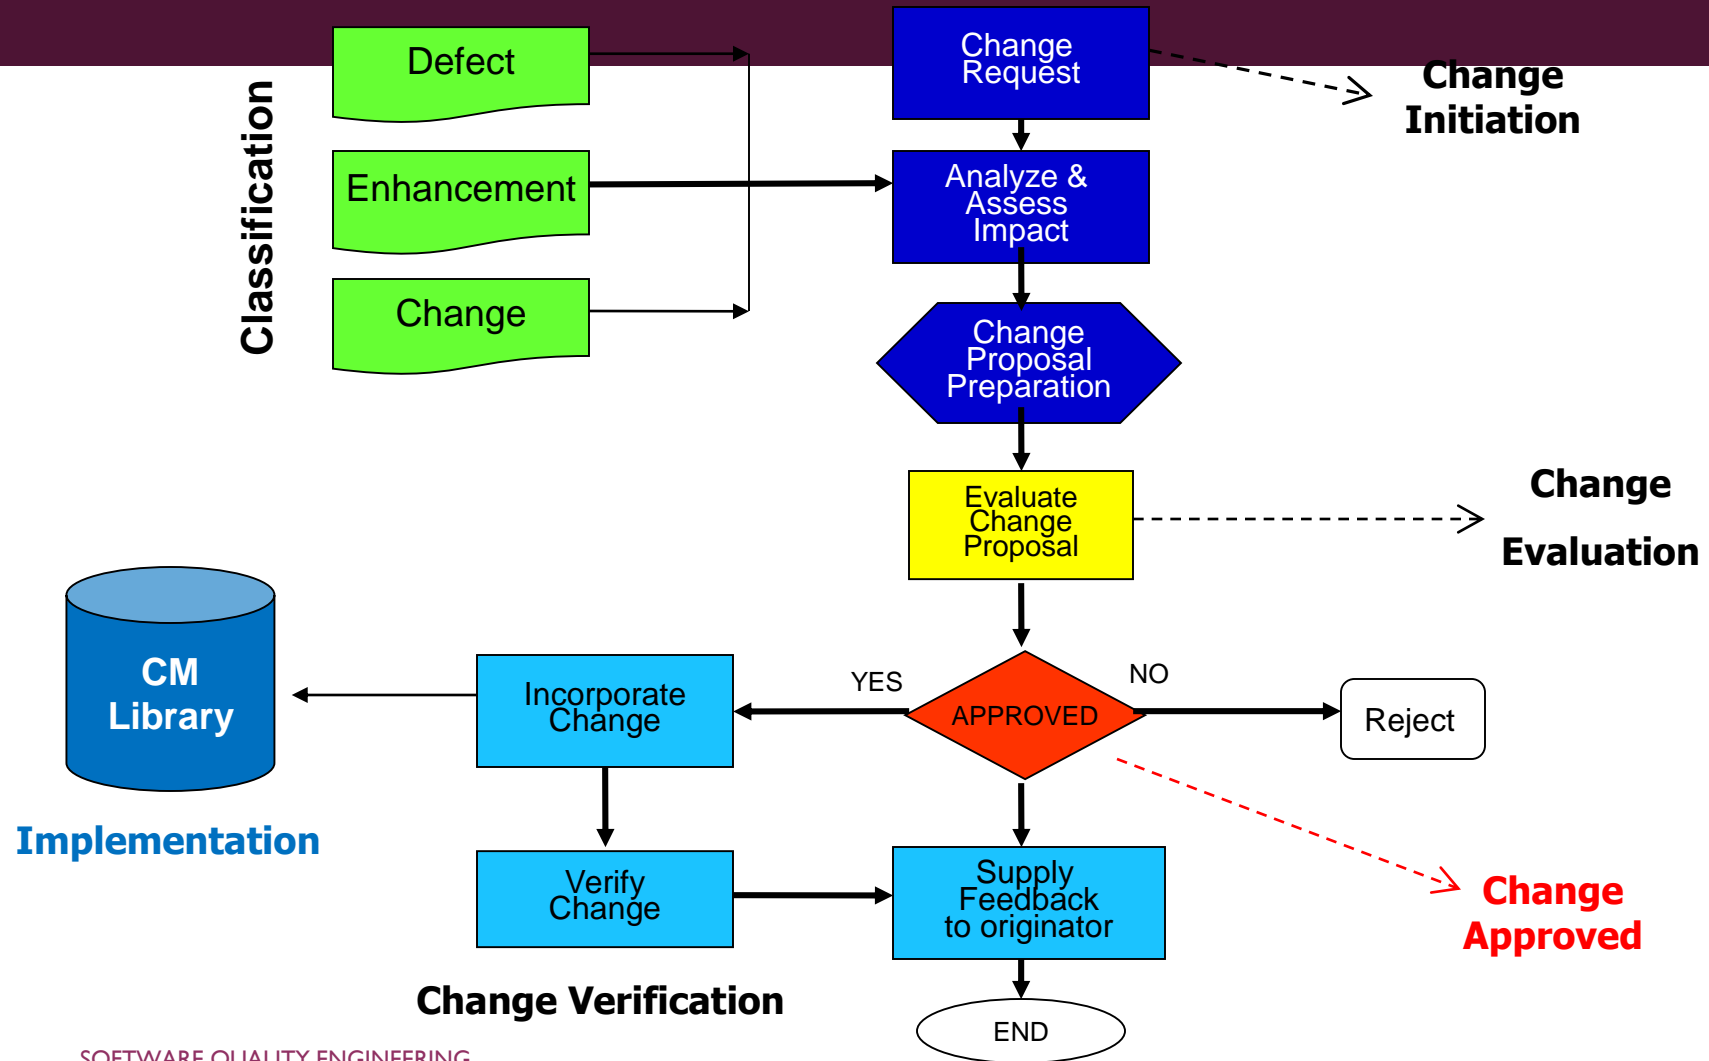 Defect
Change
Request
Change
Initiation
Classification
Enhancement
Analyze &
Assess
Impact
Change
Change
Proposal
Preparation
Evaluate
Change
Proposal
Change
Evaluation
CM
Library
Incorporate
Change
YES
APPROVED
NO
Reject
Implementation
Verify
Change
Supply
Feedback
to originator
Change
Approved
Change Verification
END
SOFTWARE QUALITY ENGINEERING